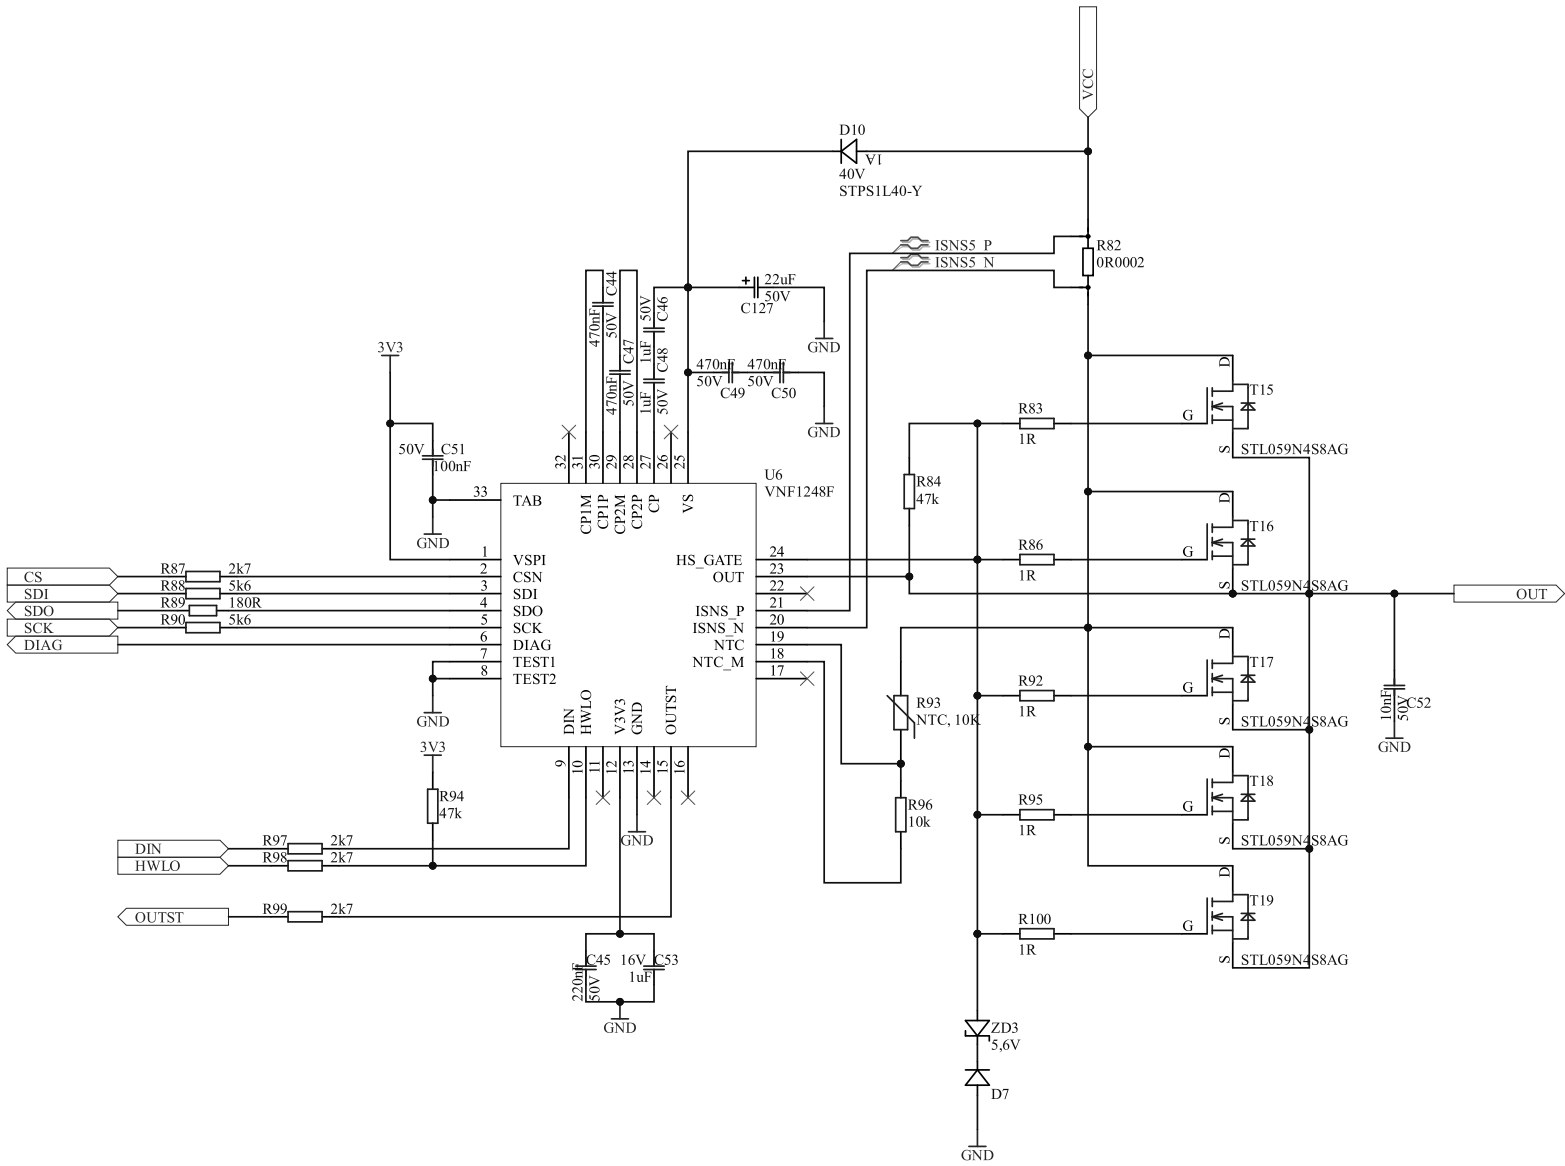 VCC
D10
A1
40V
STPS1L40-Y
ISNS5_P
ISNS5_N
R82
0R0002
22uF
50V
C127
GND
470nF
50V
C44
470nF
50V
C47
50V
C46
1uF
C48
1uF
50V
470nF
50V
C49
470nF
50V
C50
GND
3V3
50V
C51
100nF
GND
U6
VNF1248F
32
31
30
29
28
27
26
25
CP1M
CP1P
CP2M
CP2P
CP
VS
33
TAB
1
VSPI
2
CSN
3
SDI
4
SDO
5
SCK
6
DIAG
7
TEST1
8
TEST2
GND
CS
R87
2k7
SDI
R88
5k6
SDO
R89
180R
SCK
R90
5k6
DIAG
HS_GATE
24
OUT
23
22
ISNS_P
21
ISNS_N
20
NTC
19
NTC_M
18
17
DIN
HWLO
V3V3
GND
OUTST
9
10
11
12
13
14
15
16
3V3
R94
47k
DIN
R97
2k7
HWLO
R98
2k7
OUTST
R99
2k7
GND
220nF
C45
50V
16V
C53
1uF
GND
R84
47k
R93
NTC, 10K
R96
10k
R83
1R
G
D
S
T15
STL059N4S8AG
R86
1R
G
D
S
T16
STL059N4S8AG
OUT
R92
1R
G
D
S
T17
STL059N4S8AG
10nF
50V
C52
GND
R95
1R
G
D
S
T18
STL059N4S8AG
R100
1R
G
D
S
T19
STL059N4S8AG
ZD3
5,6V
D7
GND